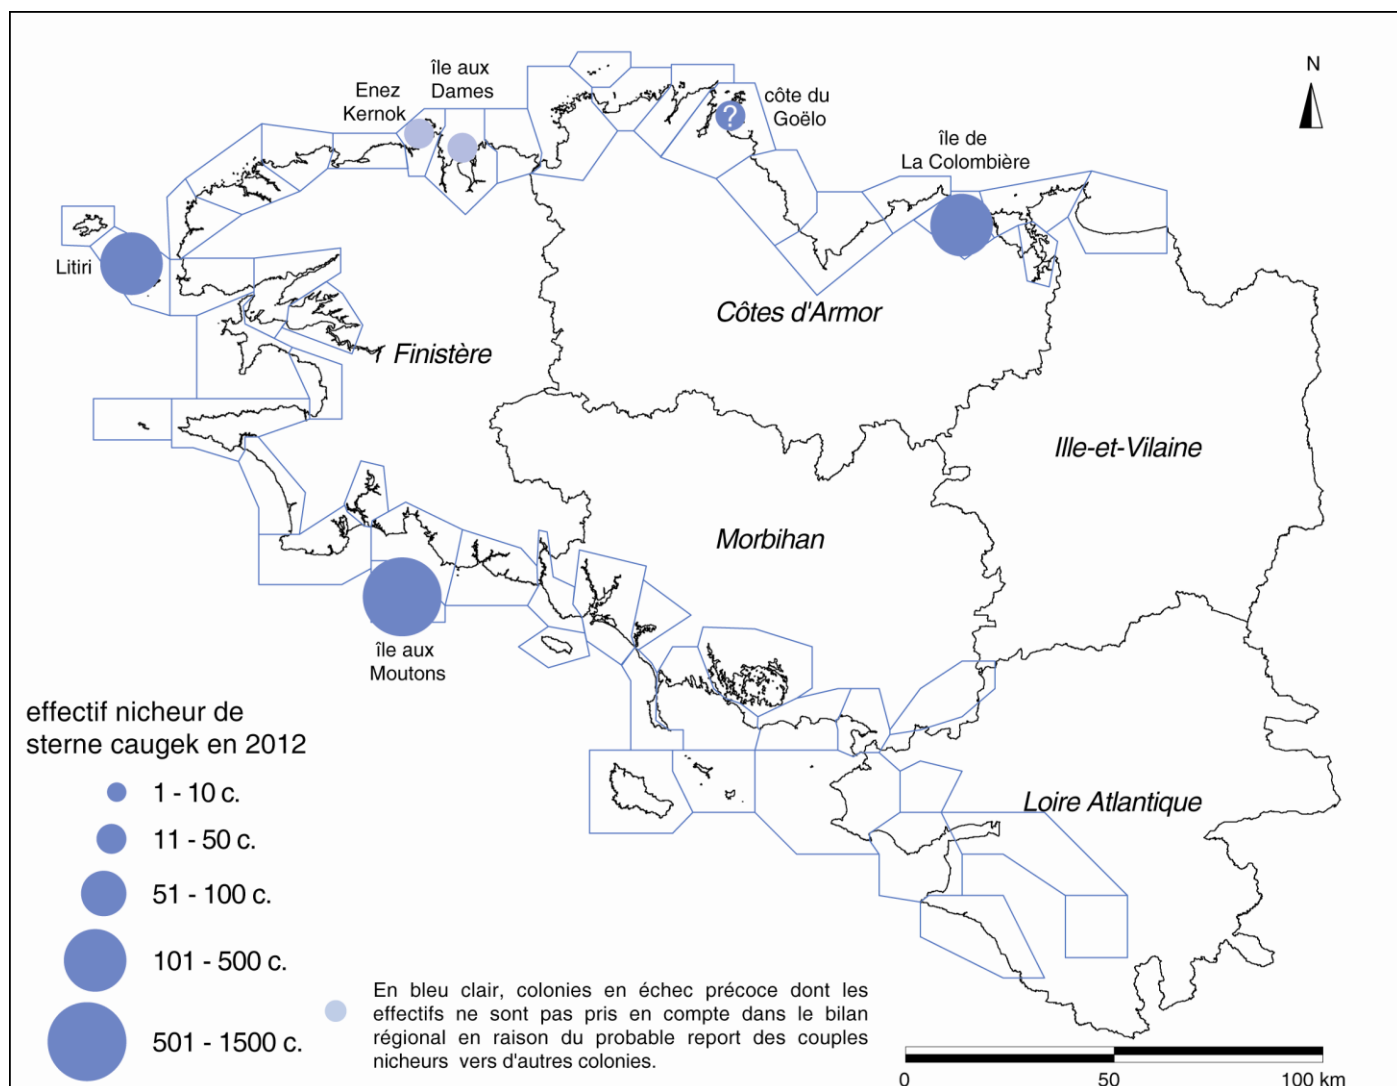 Enez
Kernok
île aux
Dames
?
côte du
Goëlo
N
île de
La Colombière
Litiri
Côtes d'Armor
Finistère
Ille-et-Vilaine
Morbihan
île aux
Moutons
Loire Atlantique
effectif nicheur de
sterne caugek en 2012
1 - 10 c.
11 - 50 c.
51 - 100 c.
101 - 500 c.
501 - 1500 c.
En bleu clair, colonies en échec précoce dont les
effectifs ne sont pas pris en compte dans le bilan
régional en raison du probable report des couples
nicheurs vers d'autres colonies.
0 50 100 km